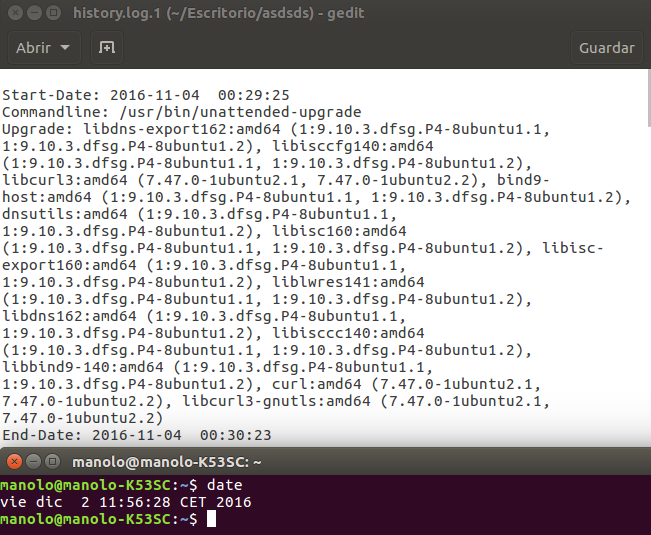 history.log.1 (~/Escritorio/asdsds) - gedit
Abrir
Guardar
Start-Date: 2016-11-04  00:29:25
Commandline: /usr/bin/unattended-upgrade
Upgrade: libdns-export162:amd64 (1:9.10.3.dfsg.P4-8ubuntu1.1,
1:9.10.3.dfsg.P4-8ubuntu1.2), libisccfg140:amd64
(1:9.10.3.dfsg.P4-8ubuntu1.1, 1:9.10.3.dfsg.P4-8ubuntu1.2),
libcurl3:amd64 (7.47.0-1ubuntu2.1, 7.47.0-1ubuntu2.2), bind9-
host:amd64 (1:9.10.3.dfsg.P4-8ubuntu1.1, 1:9.10.3.dfsg.P4-8ubuntu1.2),
dnsutils:amd64 (1:9.10.3.dfsg.P4-8ubuntu1.1,
1:9.10.3.dfsg.P4-8ubuntu1.2), libisc160:amd64
(1:9.10.3.dfsg.P4-8ubuntu1.1, 1:9.10.3.dfsg.P4-8ubuntu1.2), libisc-
export160:amd64 (1:9.10.3.dfsg.P4-8ubuntu1.1,
1:9.10.3.dfsg.P4-8ubuntu1.2), liblwres141:amd64
(1:9.10.3.dfsg.P4-8ubuntu1.1, 1:9.10.3.dfsg.P4-8ubuntu1.2),
libdns162:amd64 (1:9.10.3.dfsg.P4-8ubuntu1.1,
1:9.10.3.dfsg.P4-8ubuntu1.2), libisccc140:amd64
(1:9.10.3.dfsg.P4-8ubuntu1.1, 1:9.10.3.dfsg.P4-8ubuntu1.2),
libbind9-140:amd64 (1:9.10.3.dfsg.P4-8ubuntu1.1,
1:9.10.3.dfsg.P4-8ubuntu1.2), curl:amd64 (7.47.0-1ubuntu2.1,
7.47.0-1ubuntu2.2), libcurl3-gnutls:amd64 (7.47.0-1ubuntu2.1,
7.47.0-1ubuntu2.2)
End-Date: 2016-11-04  00:30:23
manolo@manolo-K53SC: ~
manolo@manolo-K53SC:~$ date
vie dic  2 11:56:28 CET 2016
manolo@manolo-K53SC:~$